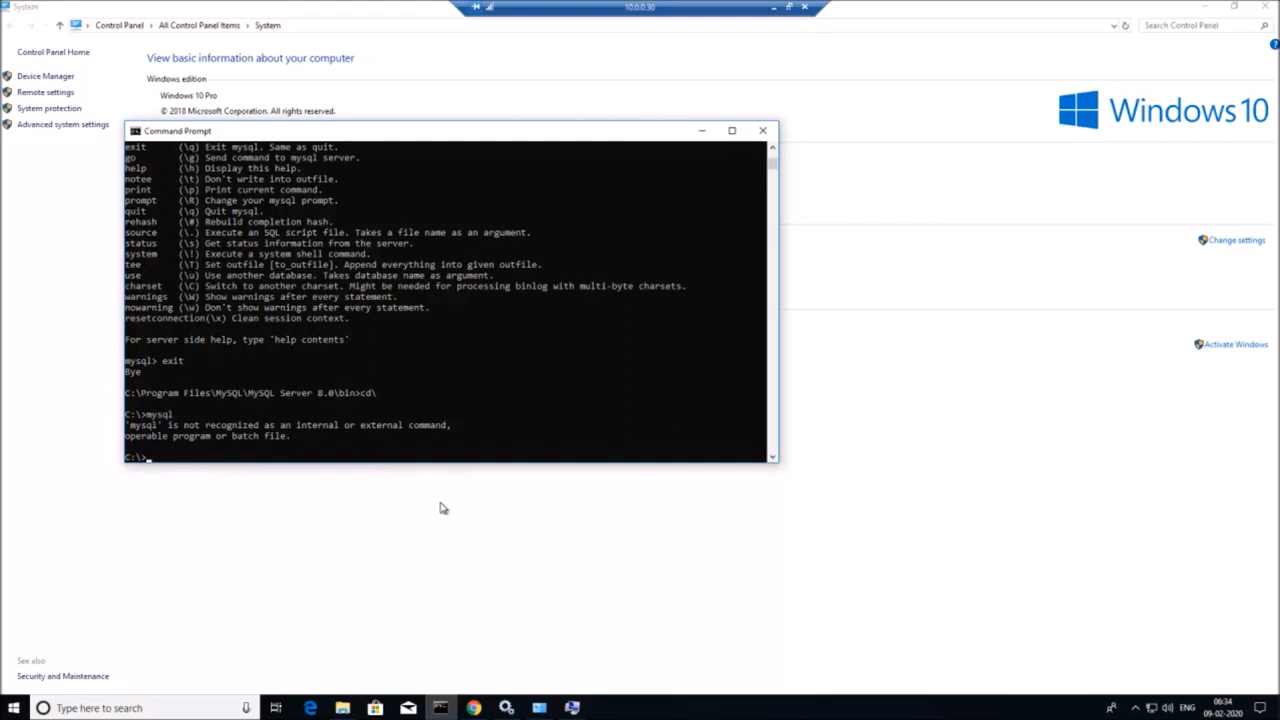 System
10.0.0.30
Control Panel
All Control Panel Items
System
Search Control Panel
Control Panel Home
Device Manager
Remote settings
System protection
Advanced system settings
View basic information about your computer
Windows edition
Windows 10 Pro
© 2018 Microsoft Corporation. All rights reserved.
Windows 10
Change settings
Activate Windows
Command Prompt
exit (\q) Exit mysql. Same as quit.
go (\g) Send command to mysql server.
help (\h) Display this help.
notee (\t) Don't write into outfile.
print (\p) Print current command.
prompt (\R) Change your mysql prompt.
quit (\q) Quit mysql.
rehash (\#) Rebuild completion hash.
source (\.) Execute an SQL script file. Takes a file name as an argument.
status (\s) Get status information from the server.
system (\!) Execute a system shell command.
tee (\T) Set outfile [to_outfile]. Append everything into given outfile.
use (\u) Use another database. Takes database name as argument.
charset (\C) Switch to another charset. Might be needed for processing binlog with multi-byte charsets.
warnings (\W) Show warnings after every statement.
nowarning (\w) Don't show warnings after every statement.
resetconnection(\x) Clean session context.
For server side help, type 'help contents'
mysql> exit
Bye
C:\Program Files\MySQL\MySQL Server 8.0\bin>cd\
C:\>mysql
'mysql' is not recognized as an internal or external command,
operable program or batch file.
C:\>
See also
Security and Maintenance
Type here to search
ENG
06:34
09-02-2020